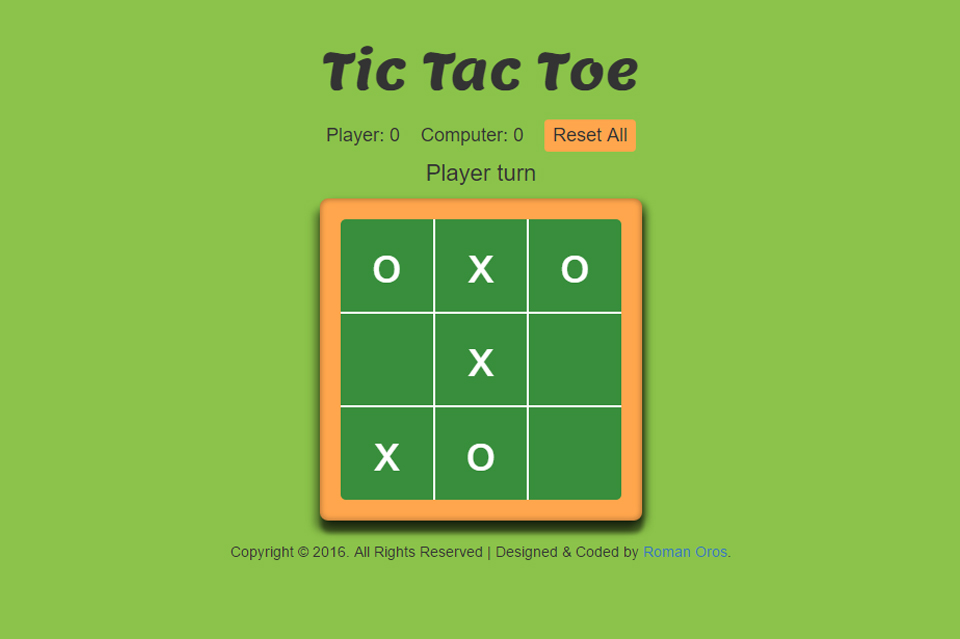 Tic Tac Toe
Player: 0 Computer: 0 Reset All
Player turn
O X O
X
X O
Copyright © 2016. All Rights Reserved | Designed & Coded by Roman Oros.